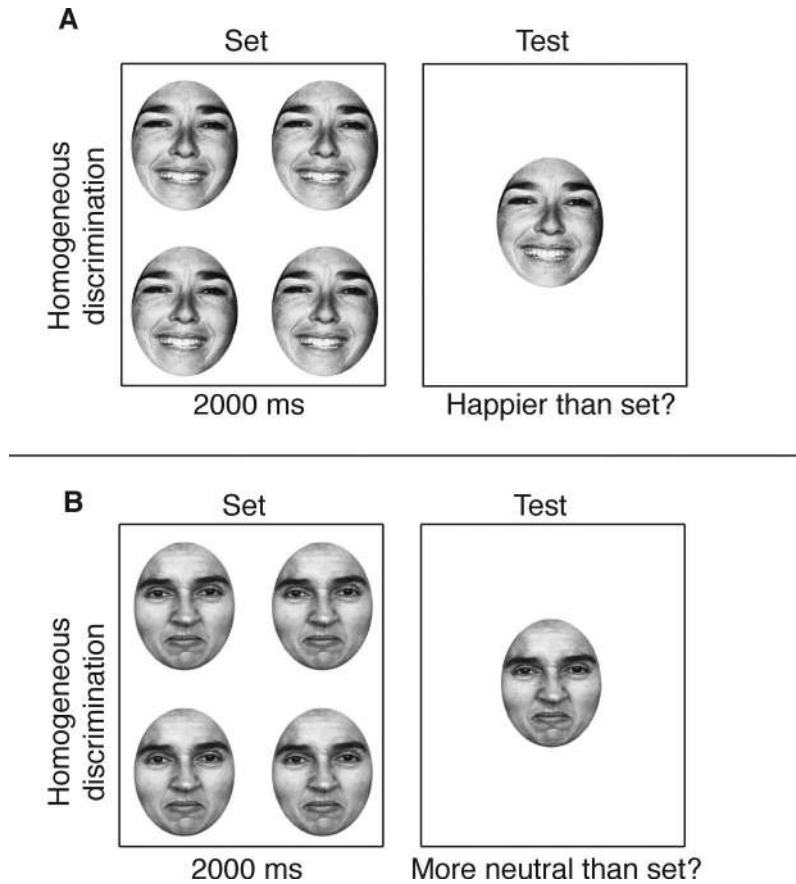 A
Set
Test
Homogeneous
discrimination
2000 ms
Happier than set?
B
Set
Test
Homogeneous
discrimination
2000 ms
More neutral than set?